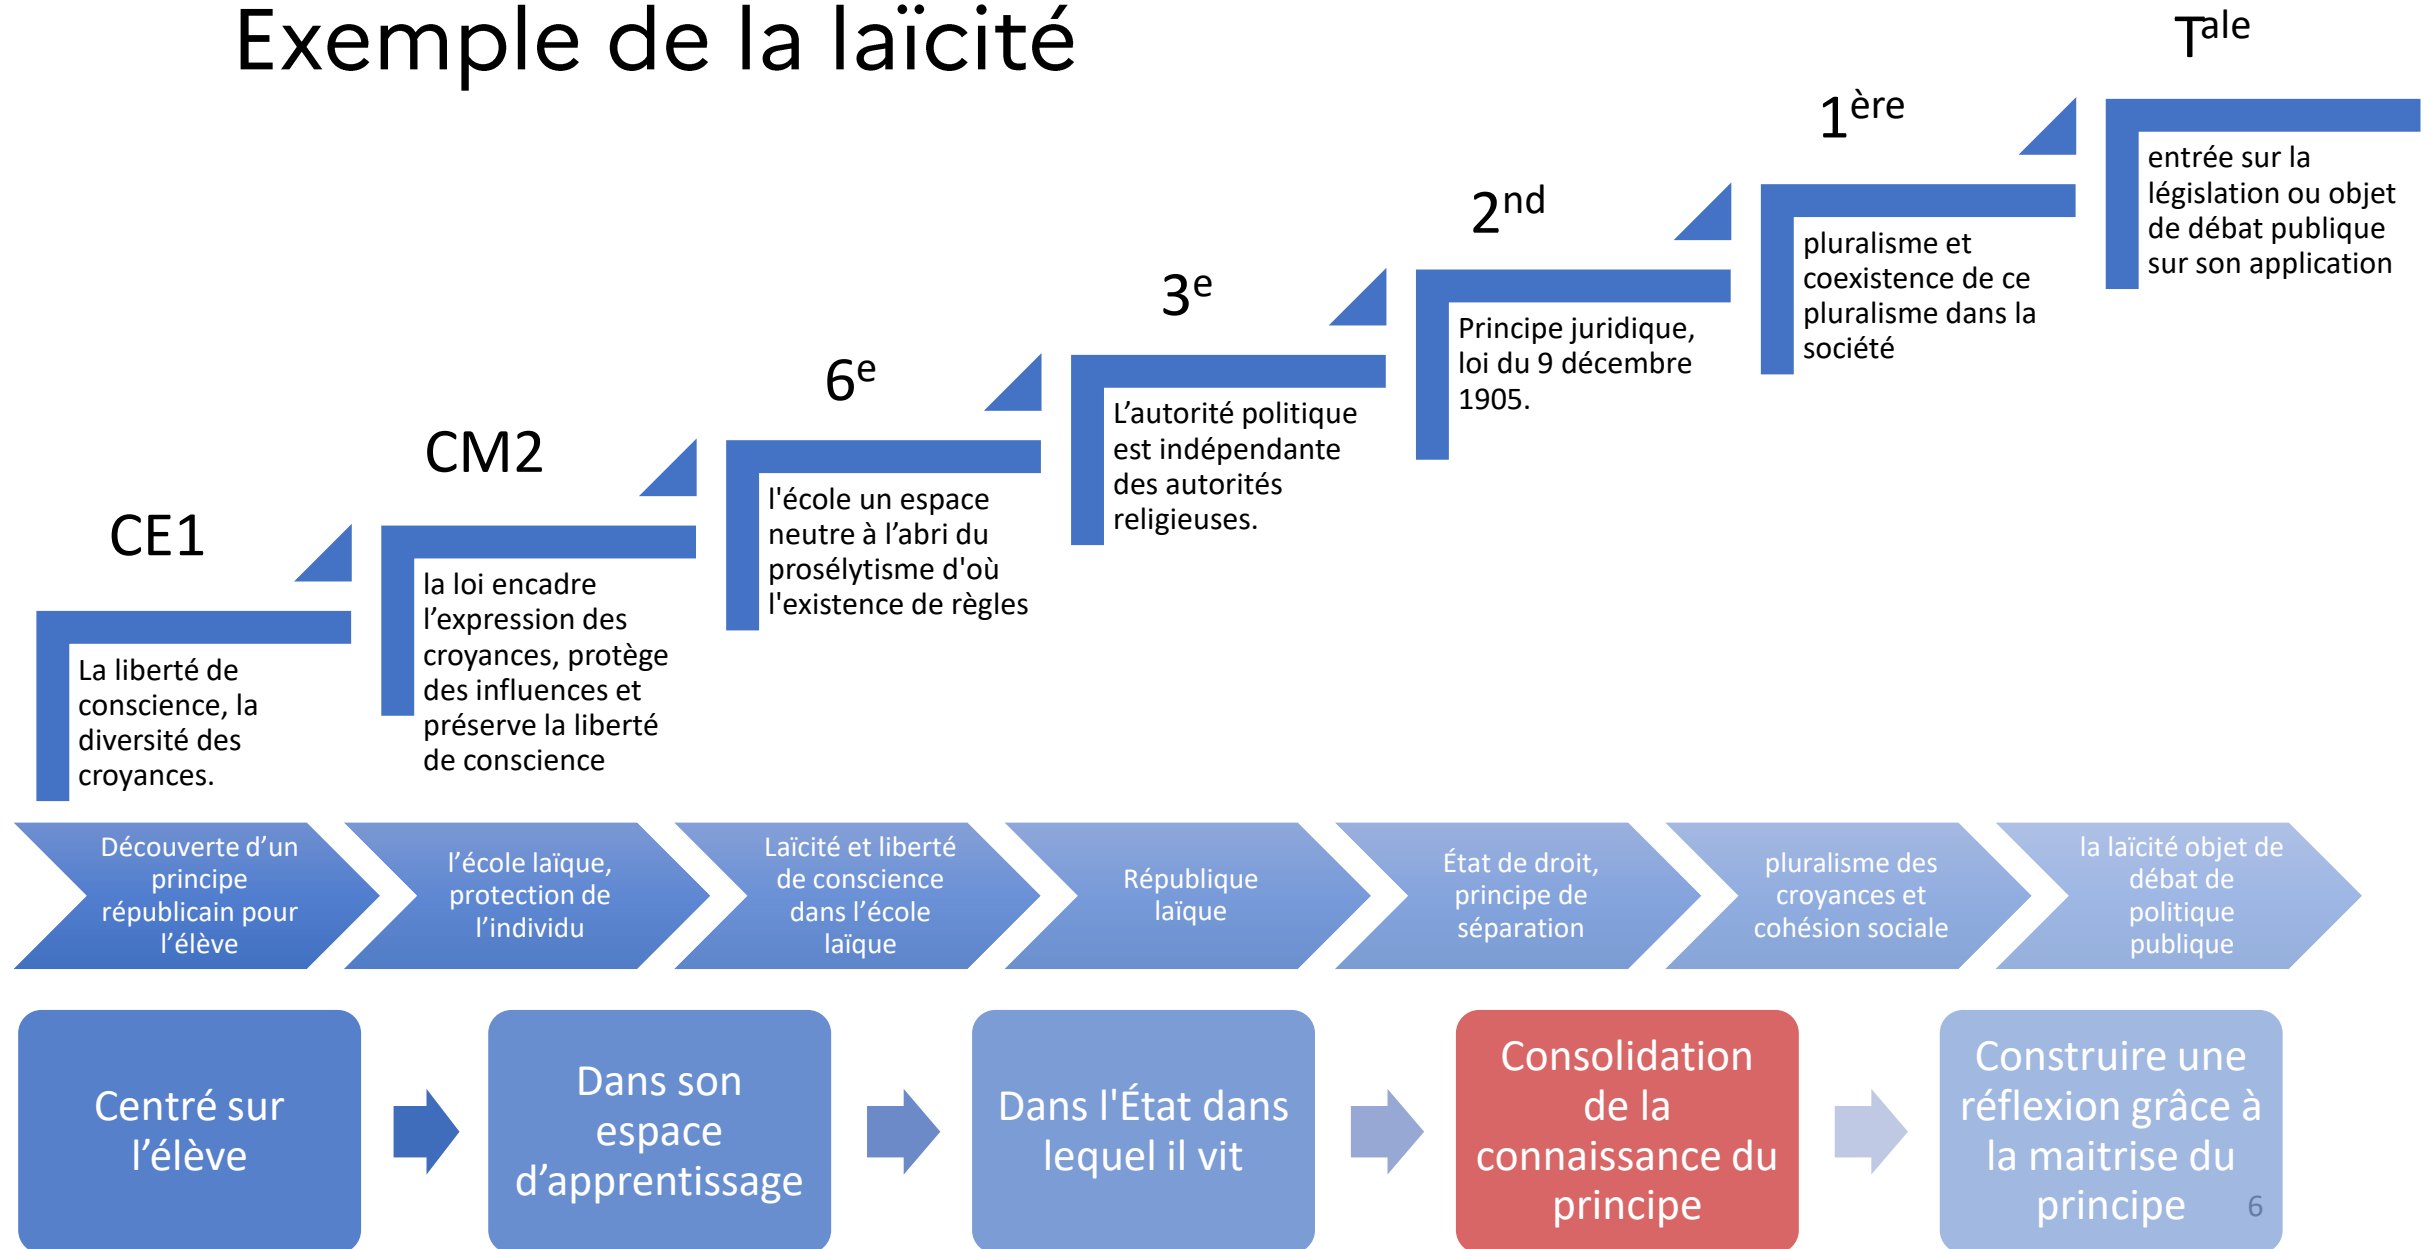 Exemple de la laïcité
CE1
La liberté de
conscience, la
diversité des
croyances.
CM2
la loi encadre
l’expression des
croyances, protège
des influences et
préserve la liberté
de conscience
6e
l'école un espace
neutre à l’abri du
prosélytisme d'où
l'existence de règles
3e
L’autorité politique
est indépendante
des autorités
religieuses.
2nd
Principe juridique,
loi du 9 décembre
1905.
1ère
pluralisme et
coexistence de ce
pluralisme dans la
société
Tale
entrée sur la
législation ou objet
de débat publique
sur son application
Découverte d’un
principe
républicain pour
l’élève
l’école laïque,
protection de
l’individu
Laïcité et liberté
de conscience
dans l’école
laïque
République
laïque
État de droit,
principe de
séparation
pluralisme des
croyances et
cohésion sociale
la laïcité objet de
débat de
politique
publique
Centré sur
l’élève
Dans son
espace
d’apprentissage
Dans l'État dans
lequel il vit
Consolidation
de la
connaissance du
principe
Construire une
réflexion grâce à
la maitrise du
principe
6